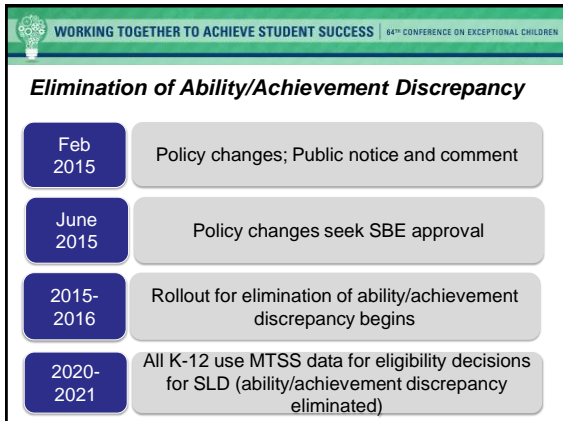 WORKING TOGETHER TO ACHIEVE STUDENT SUCCESS | 64TH CONFERENCE ON EXCEPTIONAL CHILDREN
Elimination of Ability/Achievement Discrepancy
Feb
2015
Policy changes; Public notice and comment
June
2015
Policy changes seek SBE approval
2015-
2016
Rollout for elimination of ability/achievement
discrepancy begins
2020-
2021
All K-12 use MTSS data for eligibility decisions
for SLD (ability/achievement discrepancy
eliminated)